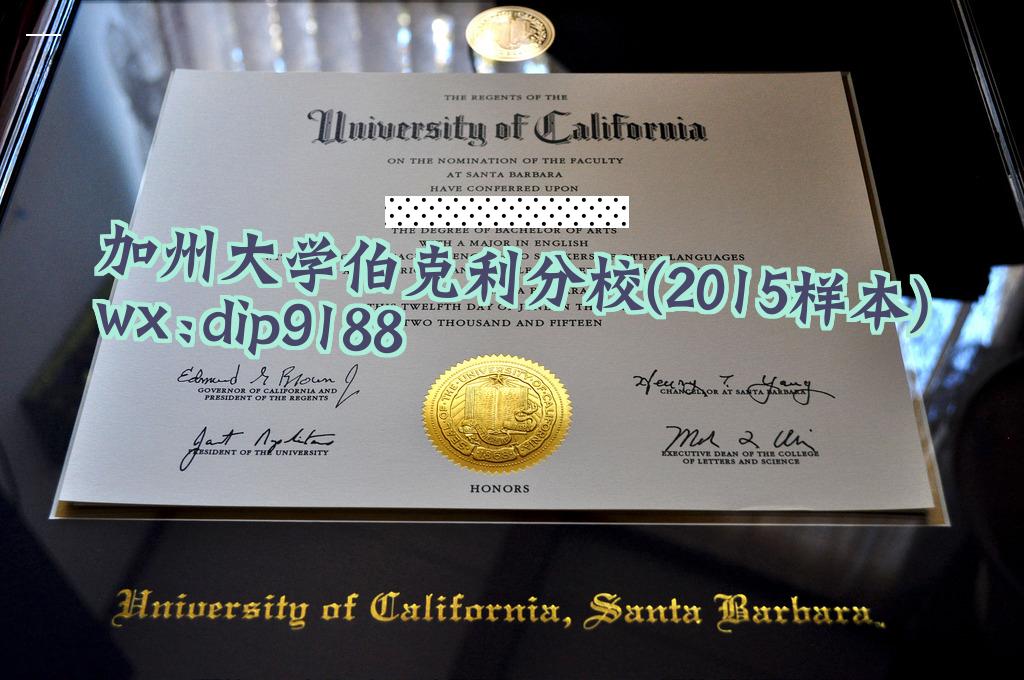 THE REGENTS OF THE
University of California
ON THE NOMINATION OF THE FACULTY
AT SANTA BARBARA
HAVE CONFERRED UPON
THE DEGREE OF BACHELOR OF ARTS
WITH A MAJOR IN ENGLISH
OTHER LANGUAGES
加州大学伯克利分校(2015样本)
wx:dip9188
TWO THOUSAND AND FIFTEEN
GOVERNOR OF CALIFORNIA AND
PRESIDENT OF THE REGENTS
CHANCELLOR AT SANTA BARBARA
PRESIDENT OF THE UNIVERSITY
EXECUTIVE DEAN OF THE COLLEGE
OF LETTERS AND SCIENCE
1868
HONORS
University of California, Santa Barbara